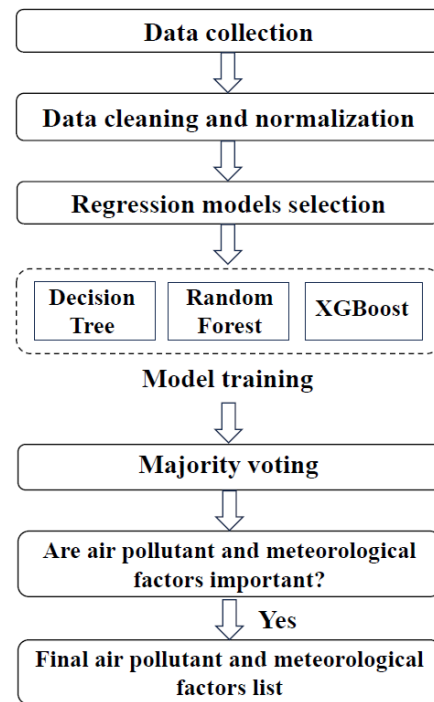 Data collection
Data cleaning and normalization
Regression models selection
Decision
Tree
Random
Forest
XGBoost
Model training
Majority voting
Are air pollutant and meteorological
factors important?
Yes
Final air pollutant and meteorological
factors list